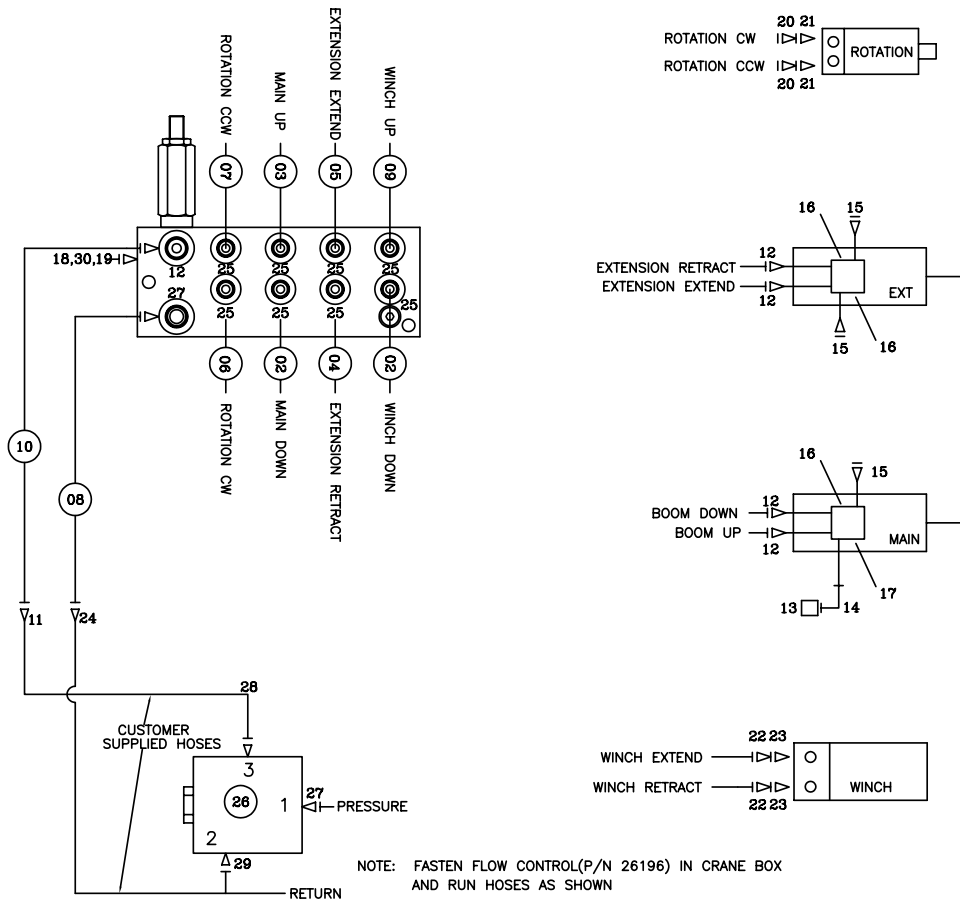 ROTATION CCW
MAIN UP
EXTENSION EXTEND
WINCH UP
07
03
05
09
18,30,19
12
25
25
25
25
27
25
25
25
25
06
02
04
02
ROTATION CW
MAIN DOWN
EXTENSION RETRACT
WINCH DOWN
10
08
11
24
28
CUSTOMER
SUPPLIED HOSES
3
26
1
27
PRESSURE
2
29
RETURN
NOTE: FASTEN FLOW CONTROL(P/N 26196) IN CRANE BOX
AND RUN HOSES AS SHOWN
20 21
ROTATION CW
ROTATION
ROTATION CCW
20 21
16
15
12
EXTENSION RETRACT
EXTENSION EXTEND
12
EXT
15
16
16
15
12
BOOM DOWN
BOOM UP
12
MAIN
17
13
14
22 23
WINCH EXTEND
WINCH RETRACT
WINCH
22 23